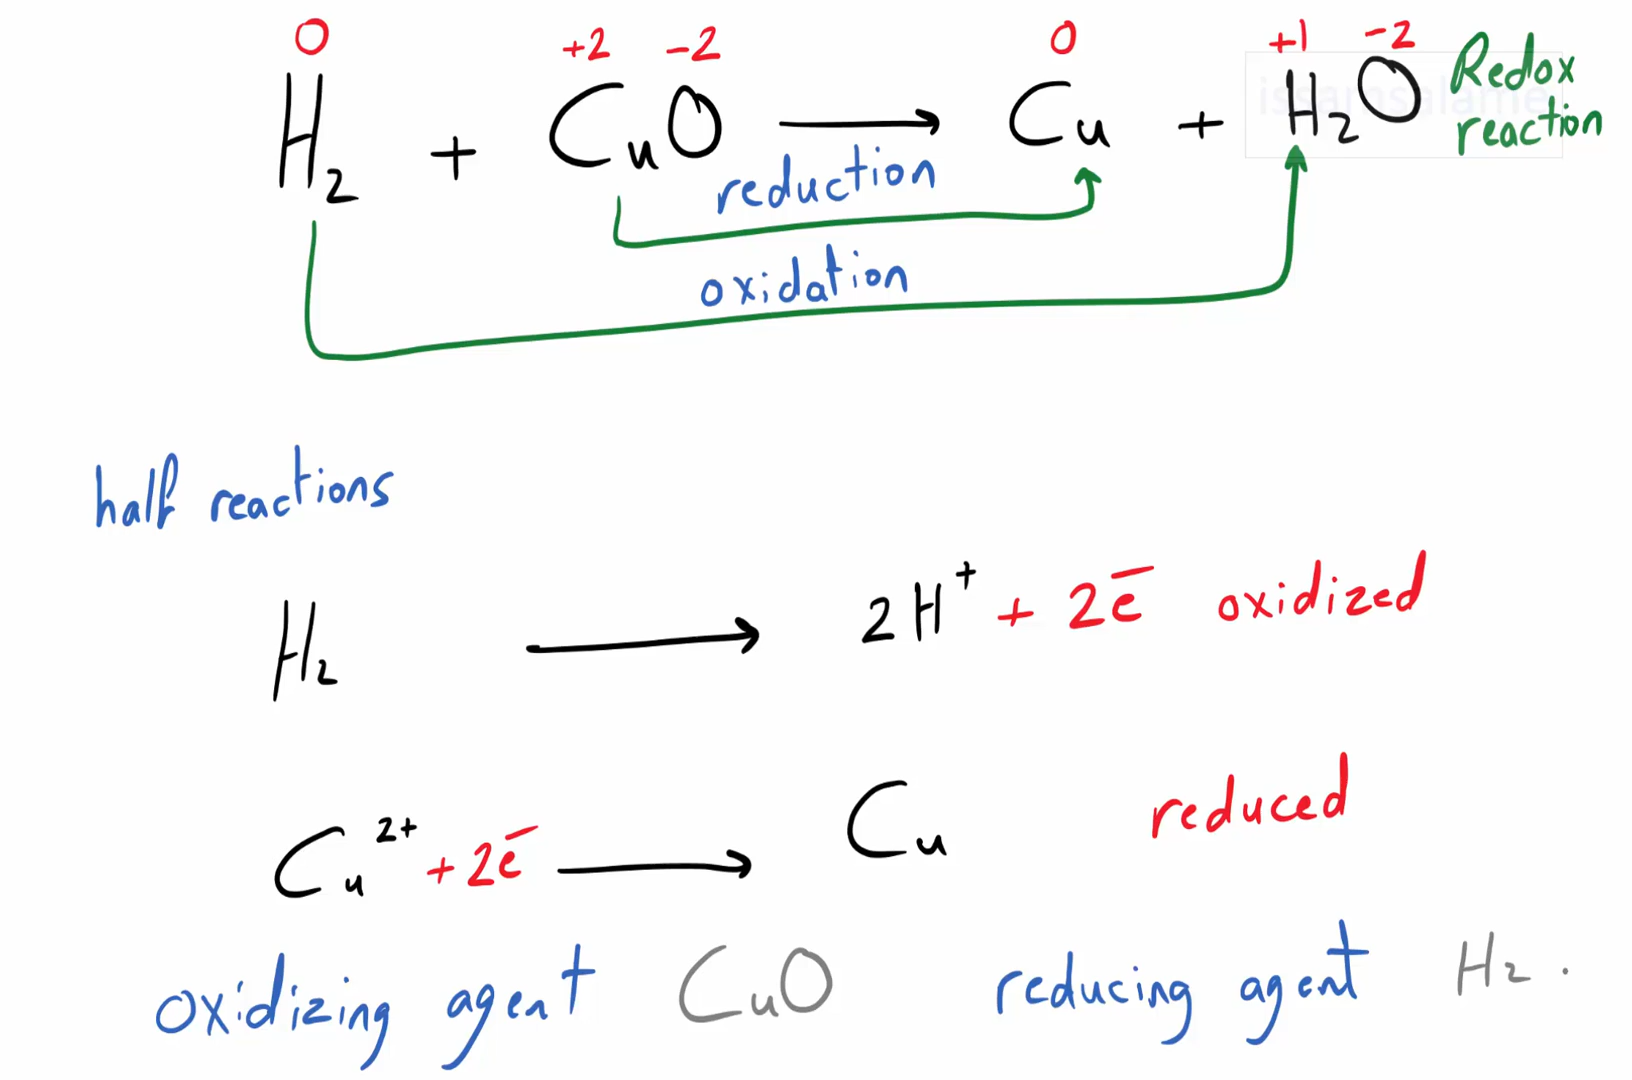 0 +2 -2 0 +1 -2
H₂ + CuO ⟶ Cu + H₂O Redox reaction
reduction
oxidation
half reactions
H₂ ⟶ 2H⁺ + 2e⁻ oxidized
Cu²⁺ + 2e⁻ ⟶ Cu reduced
oxidizing agent CuO reducing agent H₂.